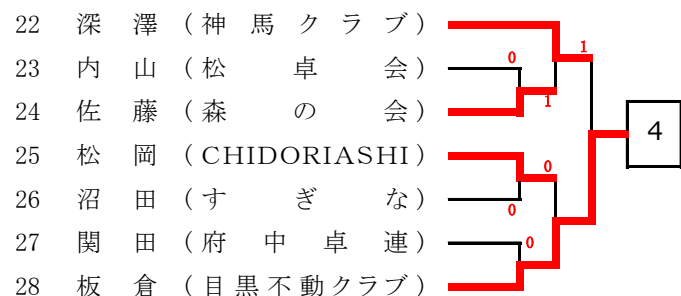 22 深澤(神馬クラブ)
1
23 内山(松卓会)
0
24 佐藤(森の会)
1
4
25 松岡(CHIDORIASHI)
0
26 沼田(すぎな)
0
27 関田(府中卓連)
0
28 板倉(目黒不動クラブ)